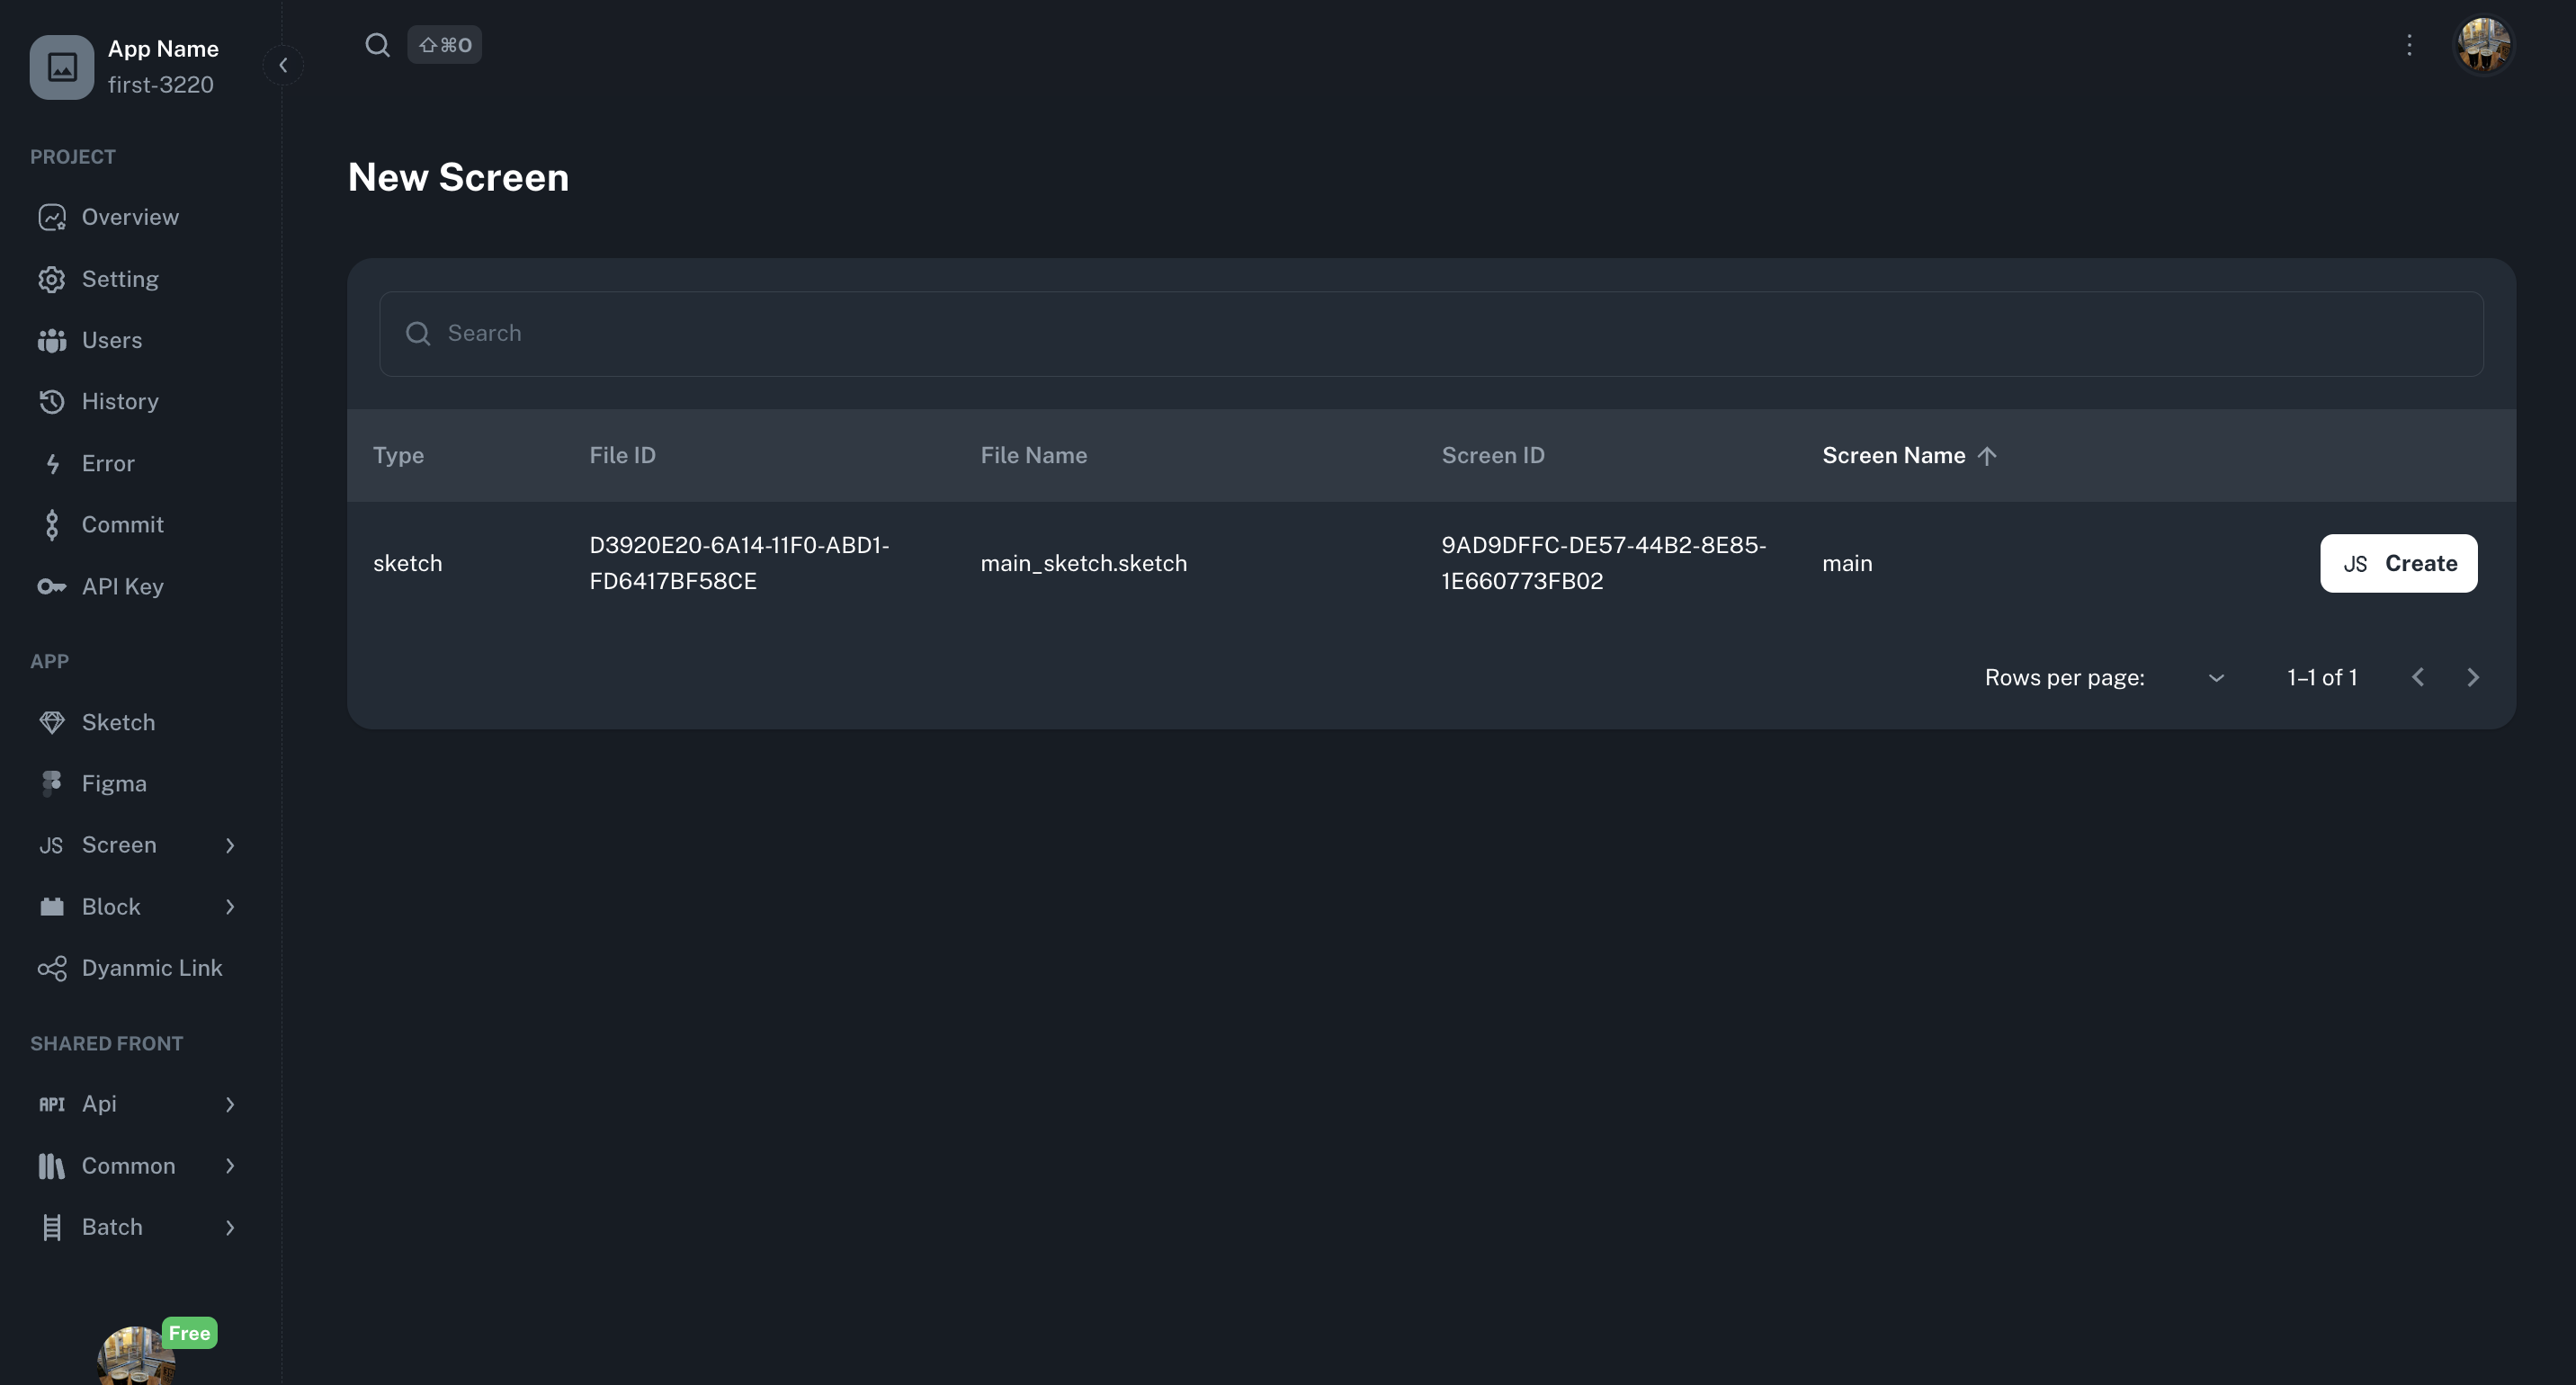 App Name
first-3220
⇧⌘O
PROJECT
Overview
Setting
Users
History
Error
Commit
API Key
APP
Sketch
Figma
JS Screen
Block
Dyanmic Link
SHARED FRONT
API Api
Common
Batch
Free
New Screen
Search
Type File ID File Name Screen ID Screen Name
sketch D3920E20-6A14-11F0-ABD1-FD6417BF58CE main_sketch.sketch 9AD9DFFC-DE57-44B2-8E85-1E660773FB02 main JS Create
Rows per page: 1–1 of 1